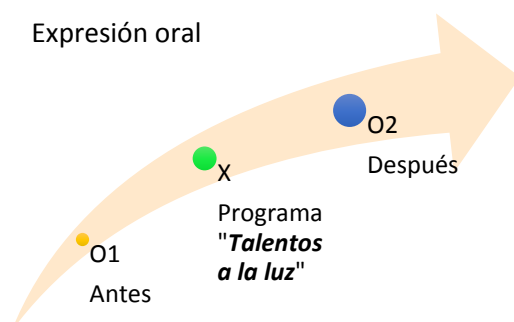 Expresión oral
O1
Antes
X
Programa
"Talentos
a la luz"
O2
Después